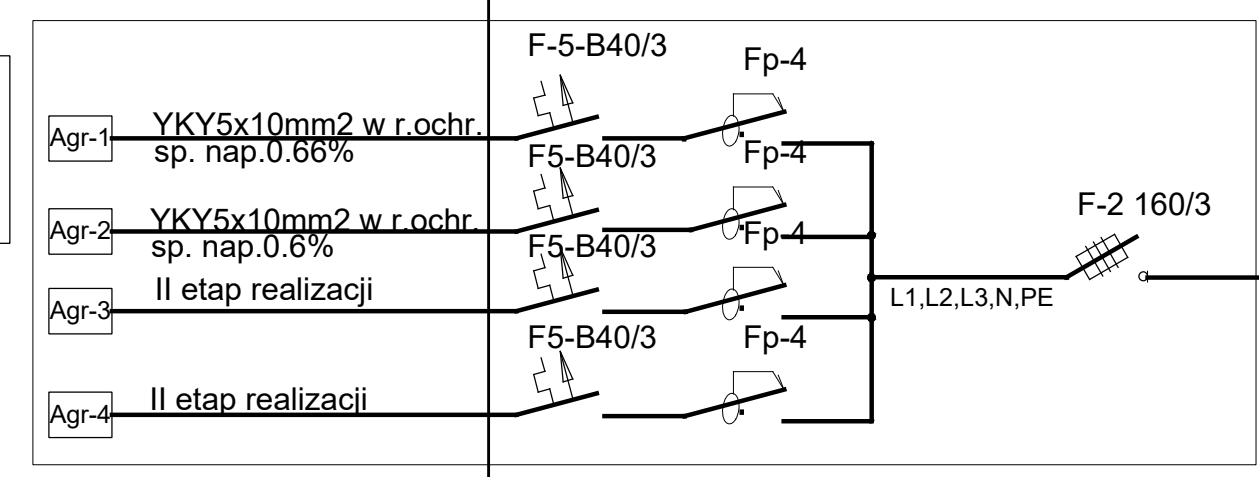 F-5-B40/3
Fp-4
Agr-1
YKY5x10mm2 w r.ochr.
sp. nap.0.66%
F5-B40/3
Fp-4
Agr-2
YKY5x10mm2 w r.ochr.
sp. nap.0.6%
F5-B40/3
Fp-4
F-2 160/3
L1,L2,L3,N,PE
Agr-3
II etap realizacji
F5-B40/3
Fp-4
Agr-4
II etap realizacji